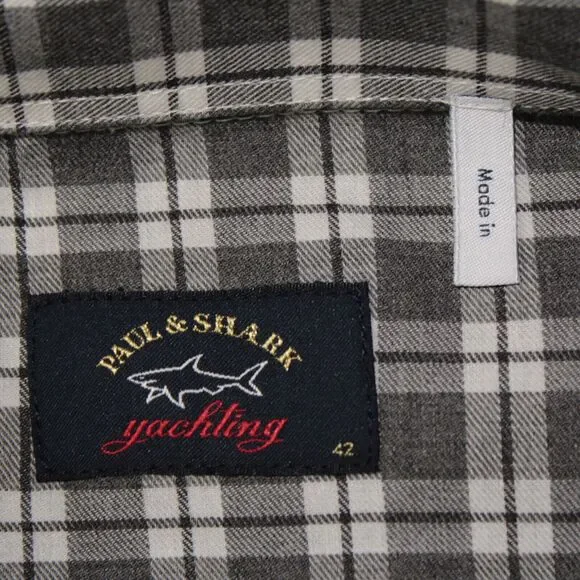 Made in
PAUL & SHARK
yachting
42